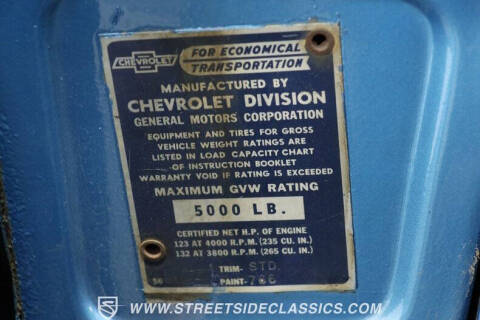 CHEVROLET
FOR ECONOMICAL
TRANSPORTATION
MANUFACTURED BY
CHEVROLET DIVISION
GENERAL MOTORS CORPORATION
EQUIPMENT AND TIRES FOR GROSS
VEHICLE WEIGHT RATINGS ARE
LISTED IN LOAD CAPACITY CHART
OF INSTRUCTION BOOKLET
WARRANTY VOID IF RATING IS EXCEEDED
MAXIMUM GVW RATING
5000 LB.
CERTIFIED NET H.P. OF ENGINE
123 AT 4000 R.P.M. (235 CU. IN.)
132 AT 3800 R.P.M. (265 CU. IN.)
TRIM- STD.
56 PAINT-766
WWW.STREETSIDECLASSICS.COM